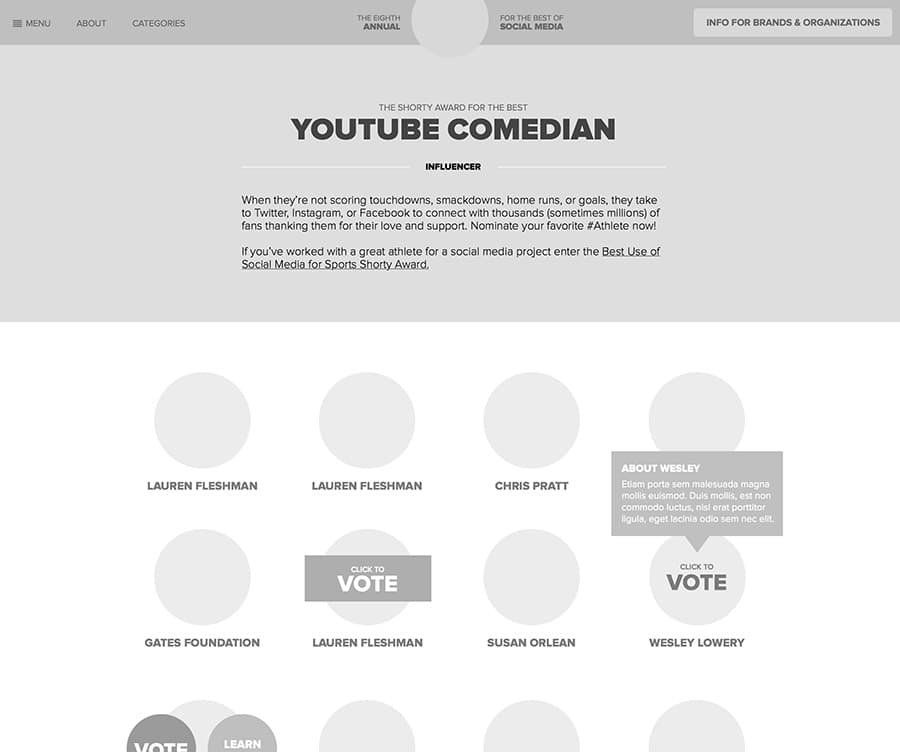 MENU ABOUT CATEGORIES
THE EIGHTH
ANNUAL
FOR THE BEST OF
SOCIAL MEDIA
INFO FOR BRANDS & ORGANIZATIONS
THE SHORTY AWARD FOR THE BEST
YOUTUBE COMEDIAN
INFLUENCER
When they're not scoring touchdowns, smackdowns, home runs, or goals, they take
to Twitter, Instagram, or Facebook to connect with thousands (sometimes millions) of
fans thanking them for their love and support. Nominate your favorite #Athlete now!
If you've worked with a great athlete for a social media project enter the Best Use of
Social Media for Sports Shorty Award.
LAUREN FLESHMAN
LAUREN FLESHMAN
CHRIS PRATT
ABOUT WESLEY
Etiam porta sem malesuada magna
mollis euismod. Duis mollis, est non
commodo luctus, nisl erat porttitor
ligula, eget lacinia odio sem nec elit.
GATES FOUNDATION
CLICK TO
VOTE
LAUREN FLESHMAN
SUSAN ORLEAN
CLICK TO
VOTE
WESLEY LOWERY
VOTE
LEARN